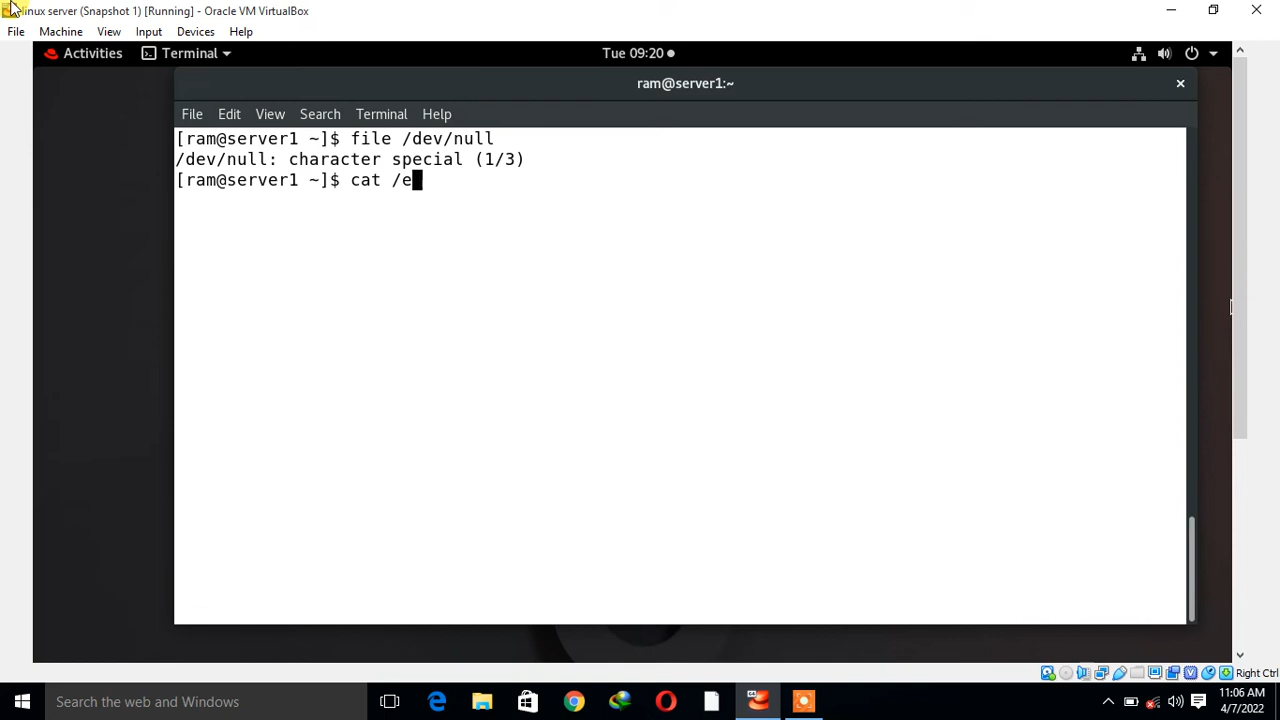 linux server (Snapshot 1) [Running] - Oracle VM VirtualBox
File Machine View Input Devices Help
Activities Terminal Tue 09:20
ram@server1:~
File Edit View Search Terminal Help
[ram@server1 ~]$ file /dev/null
/dev/null: character special (1/3)
[ram@server1 ~]$ cat /e
Right Ctrl
Search the web and Windows
11:06 AM
4/7/2022